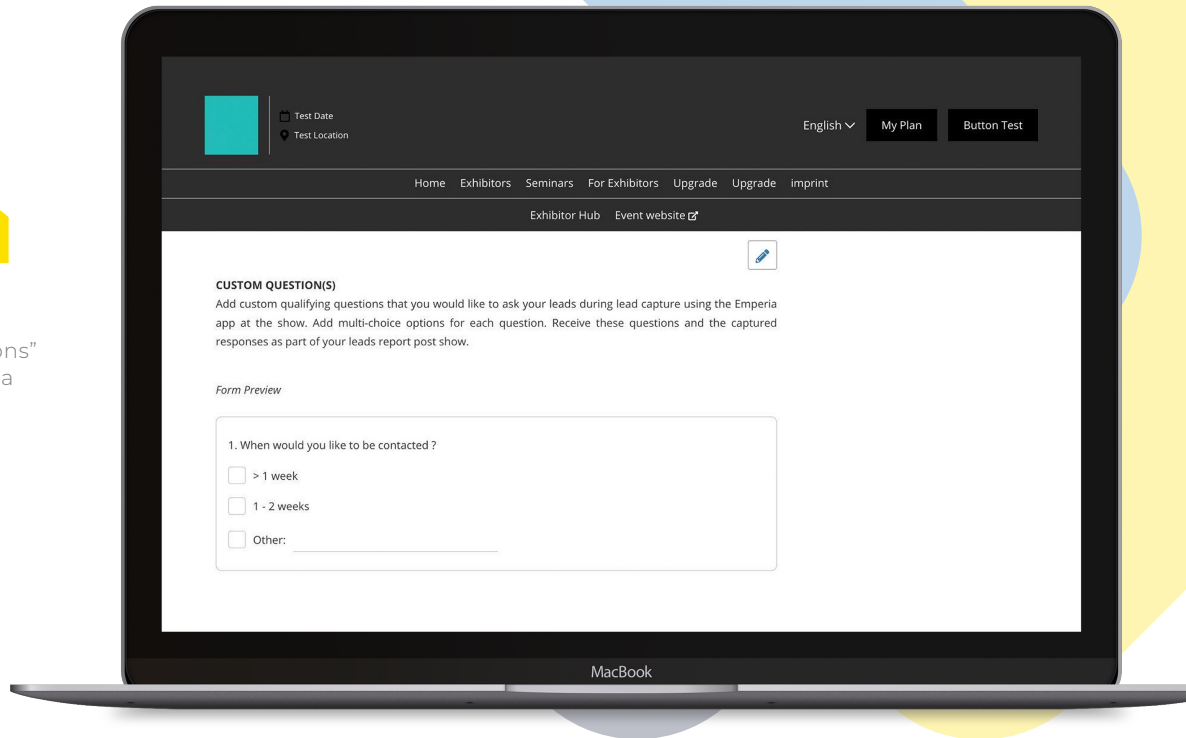 ons”
a
Test Date
Test Location
English
My Plan
Button Test
Home Exhibitors Seminars For Exhibitors Upgrade Upgrade imprint
Exhibitor Hub Event website
CUSTOM QUESTION(S)
Add custom qualifying questions that you would like to ask your leads during lead capture using the Emperia
app at the show. Add multi-choice options for each question. Receive these questions and the captured
responses as part of your leads report post show.
Form Preview
1. When would you like to be contacted ?
> 1 week
1 - 2 weeks
Other:
MacBook